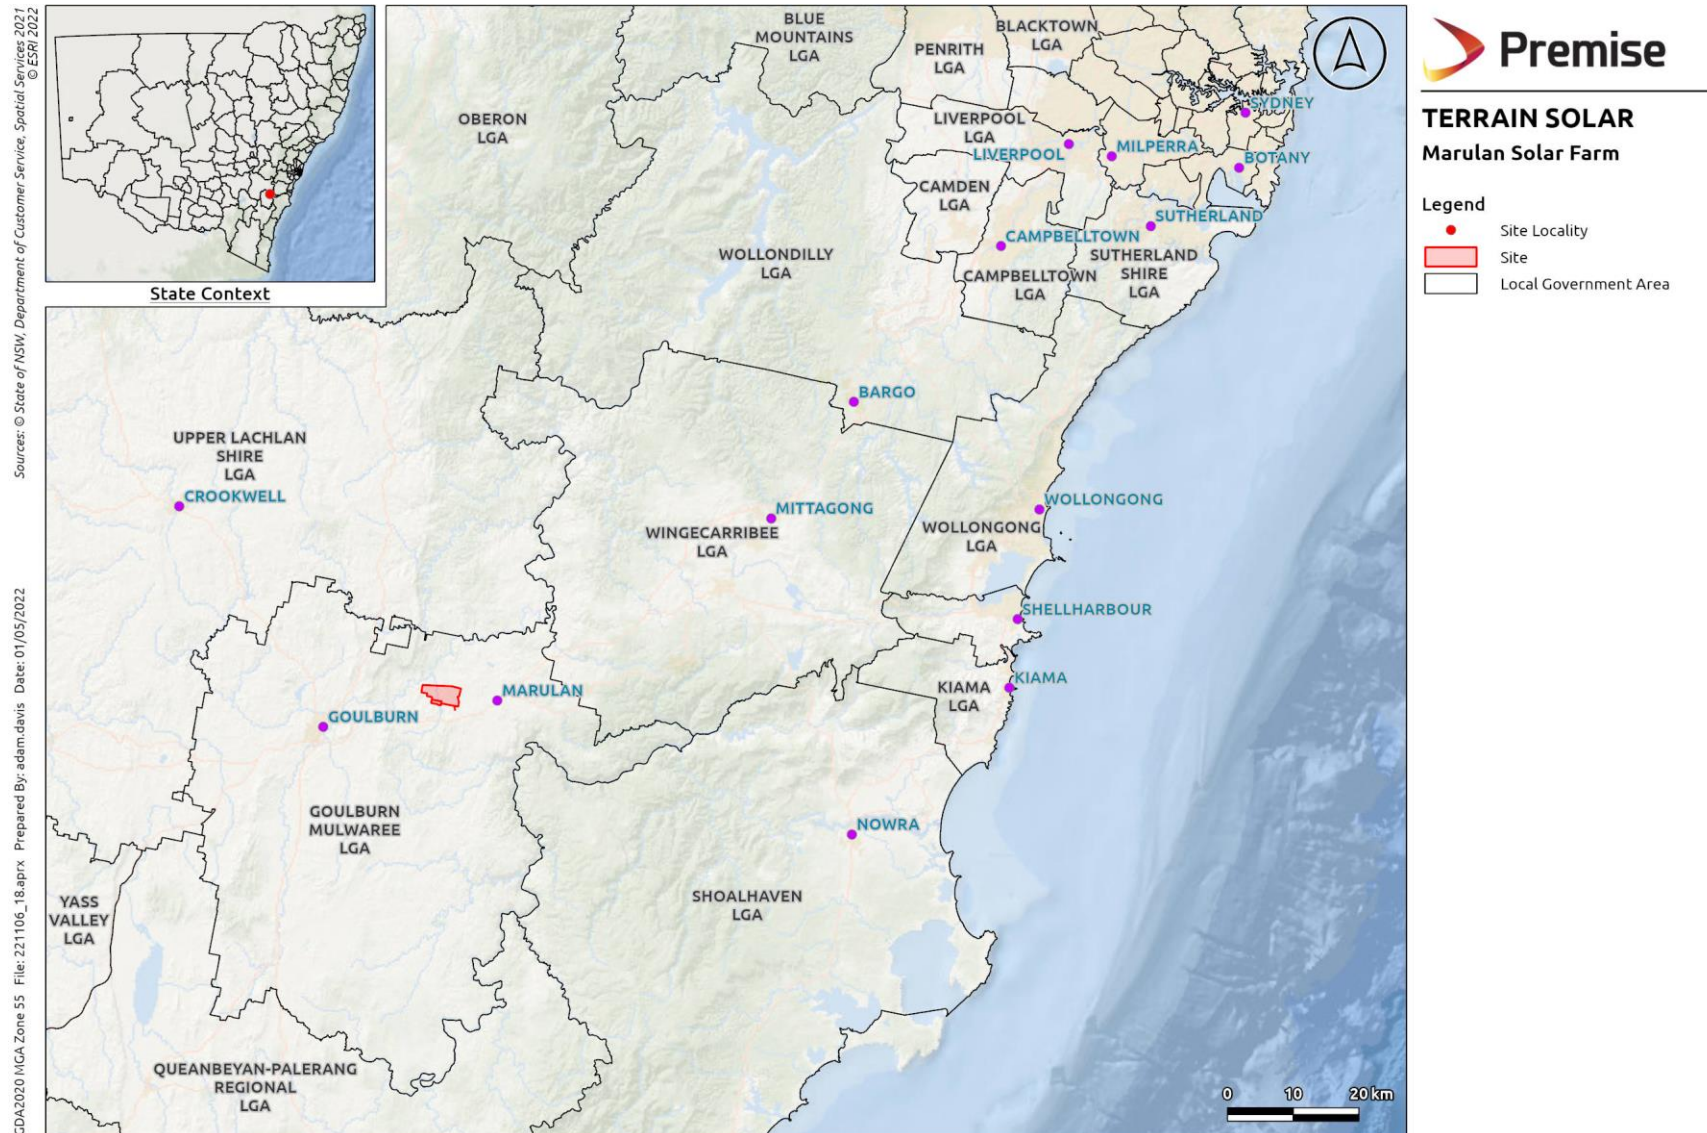 Sources: © State of NSW, Department of Customer Service, Spatial Services 2021
© ESRI 2022
GDA2020 MGA Zone 55 File: 221106_18.aprx Prepared By: adam.davis Date: 01/05/2022
State Context
BLUE
MOUNTAINS
LGA
PENRITH
LGA
BLACKTOWN
LGA
OBERON
LGA
LIVERPOOL
LGA
SYDNEY
LIVERPOOL
MILPERRA
BOTANY
CAMDEN
LGA
SUTHERLAND
CAMPBELLTOWN
WOLLONDILLY
LGA
SUTHERLAND
SHIRE
LGA
CAMPBELLTOWN
LGA
BARGO
UPPER LACHLAN
SHIRE
LGA
CROOKWELL
MITTAGONG
WINGECARRIBEE
LGA
WOLLONGONG
WOLLONGONG
LGA
SHELLHARBOUR
KIAMA
KIAMA
LGA
MARULAN
GOULBURN
GOULBURN
MULWAREE
LGA
NOWRA
SHOALHAVEN
LGA
YASS
VALLEY
LGA
QUEANBEYAN-PALERANG
REGIONAL
LGA
0 10 20 km
Premise
TERRAIN SOLAR
Marulan Solar Farm
Legend
Site Locality
Site
Local Government Area